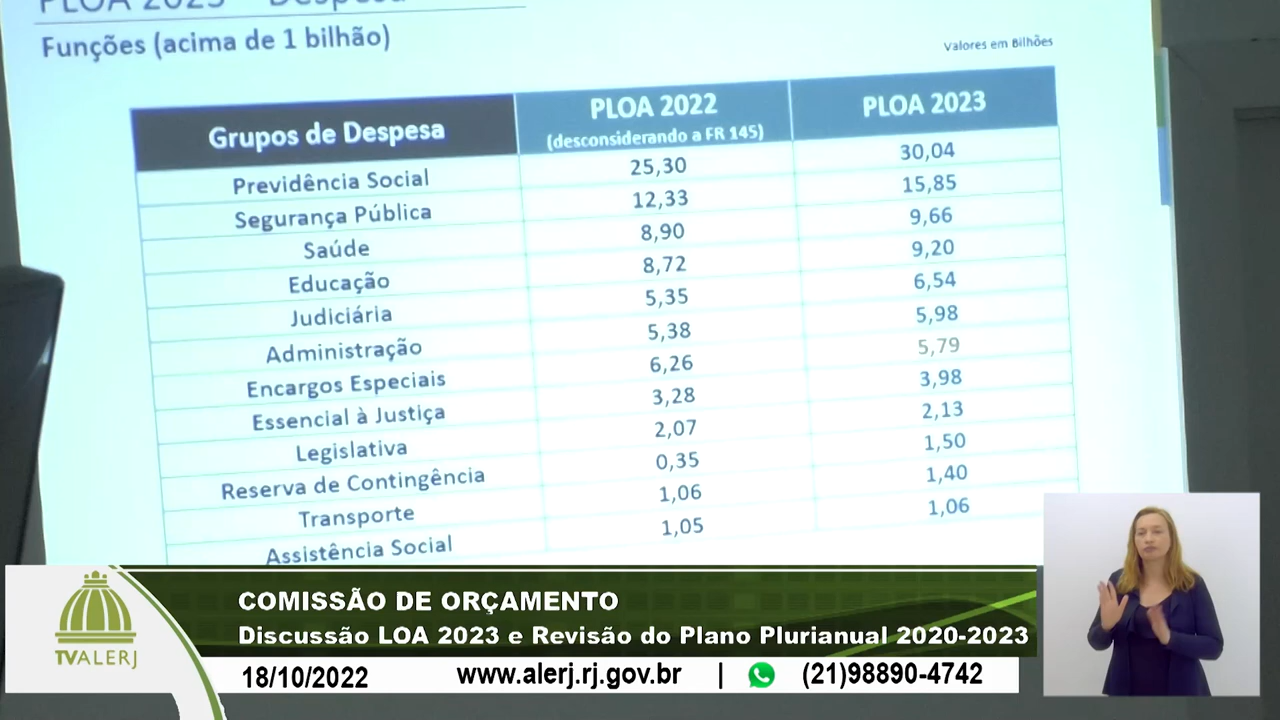 PLOA 2023 – Despesa
Funções (acima de 1 bilhão)
Valores em Bilhões
Grupos de Despesa PLOA 2022 (desconsiderando a FR 145) PLOA 2023
Previdência Social 25,30 30,04
Segurança Pública 12,33 15,85
Saúde 8,90 9,66
Educação 8,72 9,20
Judiciária 5,35 6,54
Administração 5,38 5,98
Encargos Especiais 6,26 5,79
Essencial à Justiça 3,28 3,98
Legislativa 2,07 2,13
Reserva de Contingência 0,35 1,50
Transporte 1,06 1,40
Assistência Social 1,05 1,06
COMISSÃO DE ORÇAMENTO
Discussão LOA 2023 e Revisão do Plano Plurianual 2020-2023
TVALERJ
18/10/2022 www.alerj.rj.gov.br | (21)98890-4742